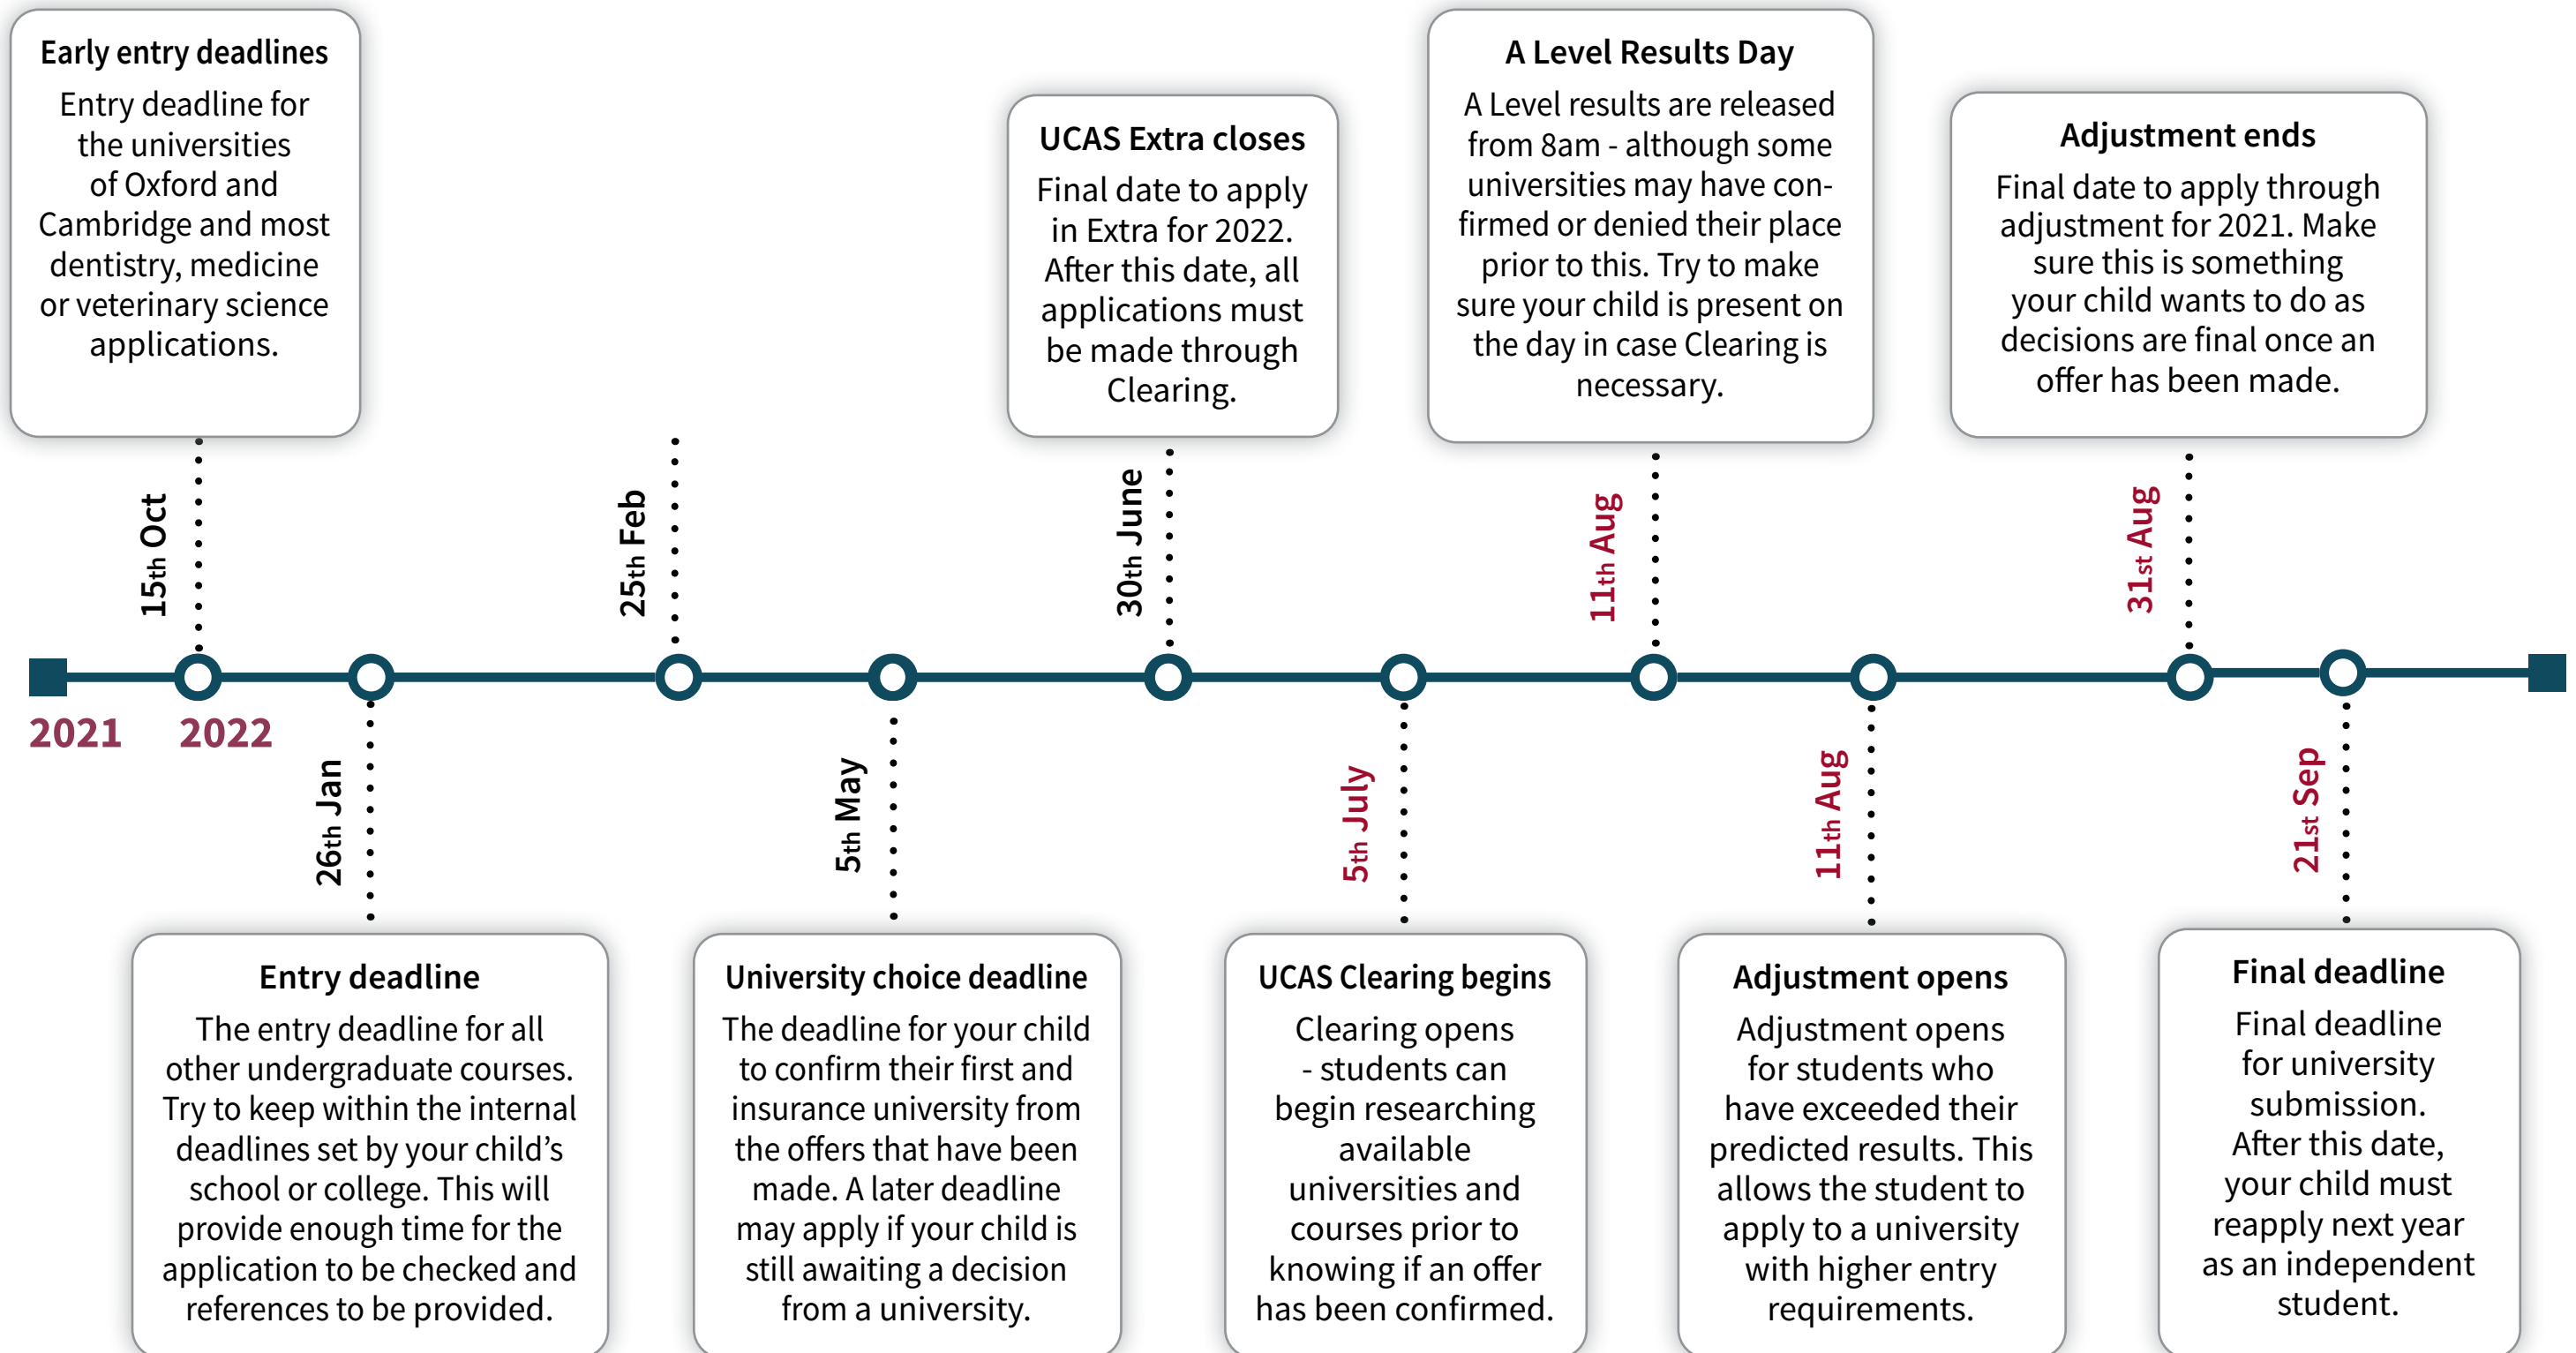 Early entry deadlines
Entry deadline for
the universities
of Oxford and
Cambridge and most
dentistry, medicine
or veterinary science
applications.
UCAS Extra closes
Final date to apply
in Extra for 2022.
After this date, all
applications must
be made through
Clearing.
A Level Results Day
A Level results are released
from 8am - although some
universities may have con-
firmed or denied their place
prior to this. Try to make
sure your child is present on
the day in case Clearing is
necessary.
Adjustment ends
Final date to apply through
adjustment for 2021. Make
sure this is something
your child wants to do as
decisions are final once an
offer has been made.
15th Oct
25th Feb
30th June
11th Aug
31st Aug
2021
2022
26th Jan
5th May
5th July
11th Aug
21st Sep
Entry deadline
The entry deadline for all
other undergraduate courses.
Try to keep within the internal
deadlines set by your child’s
school or college. This will
provide enough time for the
application to be checked and
references to be provided.
University choice deadline
The deadline for your child
to confirm their first and
insurance university from
the offers that have been
made. A later deadline
may apply if your child is
still awaiting a decision
from a university.
UCAS Clearing begins
Clearing opens
- students can
begin researching
available
universities and
courses prior to
knowing if an offer
has been confirmed.
Adjustment opens
Adjustment opens
for students who
have exceeded their
predicted results. This
allows the student to
apply to a university
with higher entry
requirements.
Final deadline
Final deadline
for university
submission.
After this date,
your child must
reapply next year
as an independent
student.